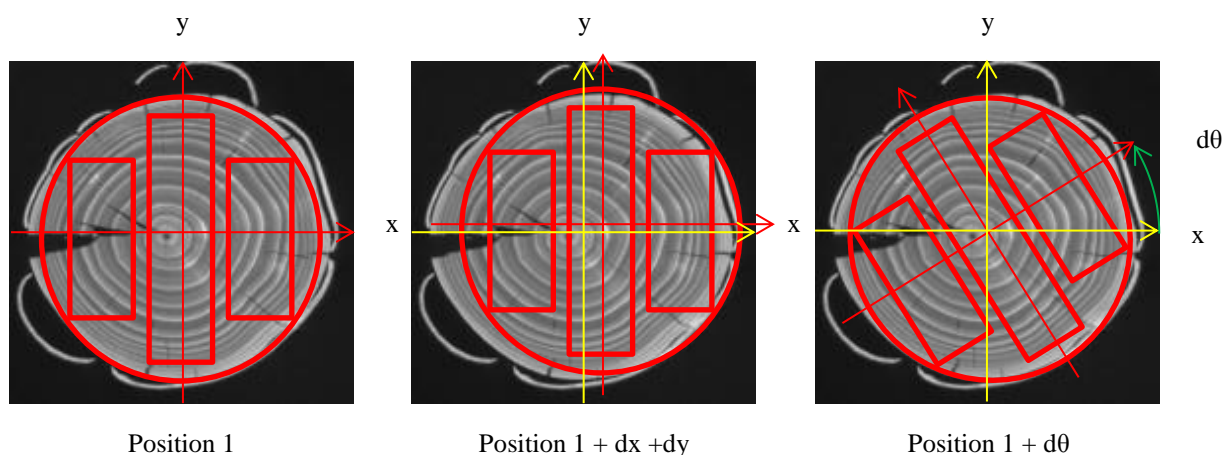 y
y
y
dθ
x
x
x
Position 1
Position 1 + dx +dy
Position 1 + dθ